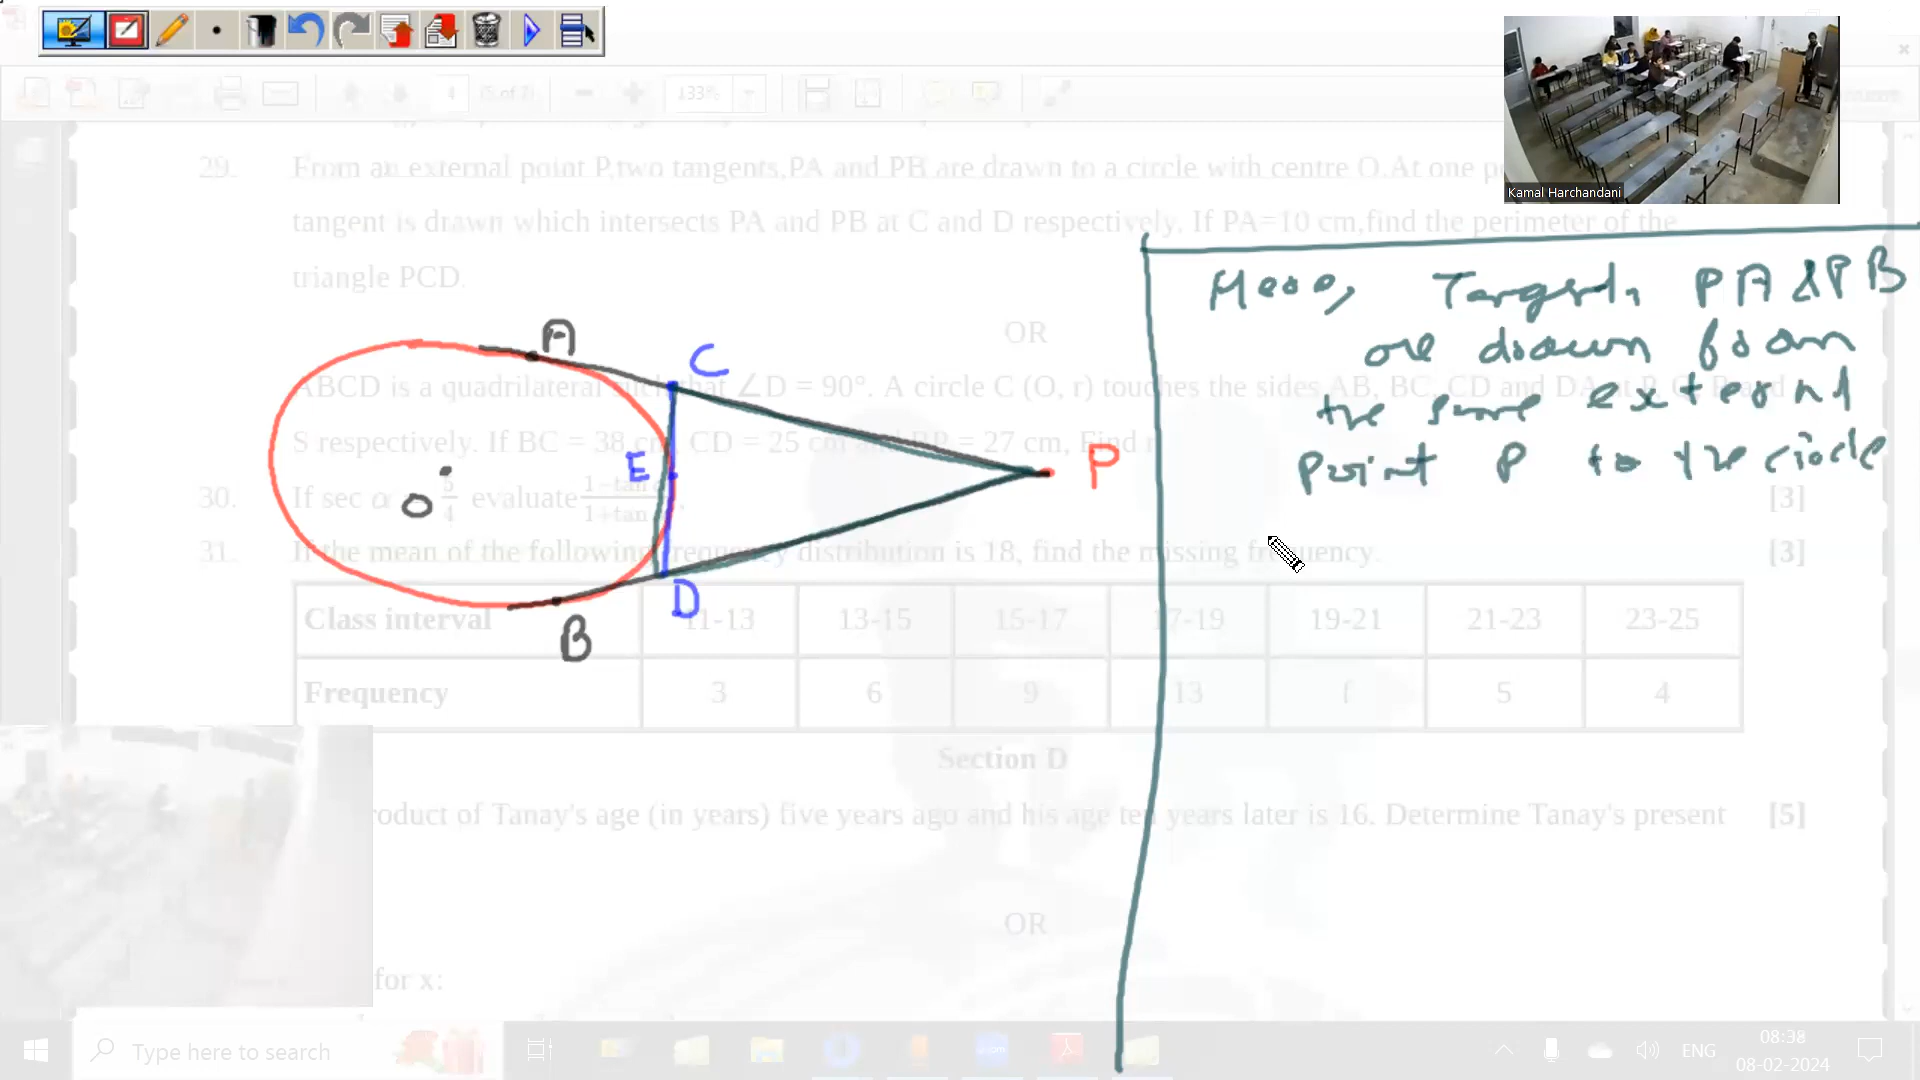 4 (5 of 7) 133%
Kamal Harchandani
29. From an external point P,two tangents,PA and PB are drawn to a circle with centre O.At one
tangent is drawn which intersects PA and PB at C and D respectively. If PA=10 cm,find the perimeter of the
triangle PCD.
OR
ABCD is a quadrilateral such that ∠D = 90°. A circle C (O, r) touches the sides AB, BC, CD and DA at P, Q, R and
S respectively. If BC = 38 cm, CD = 25 cm and BP = 27 cm, Find r
30. If sec α 5/4 evaluate 1−tan 1+tan [3]
31. If the mean of the following frequency distribution is 18, find the missing frequency. [3]
Class interval 11-13 13-15 15-17 17-19 19-21 21-23 23-25
Frequency 3 6 9 13 f 5 4
Section D
roduct of Tanay's age (in years) five years ago and his age ten years later is 16. Determine Tanay's present [5]
OR
for x:
A
C
E
O
P
D
B
Here, Tangents PA & PB
are drawn from
the same external
point P to the circle
Type here to search
ENG
08:38
08-02-2024